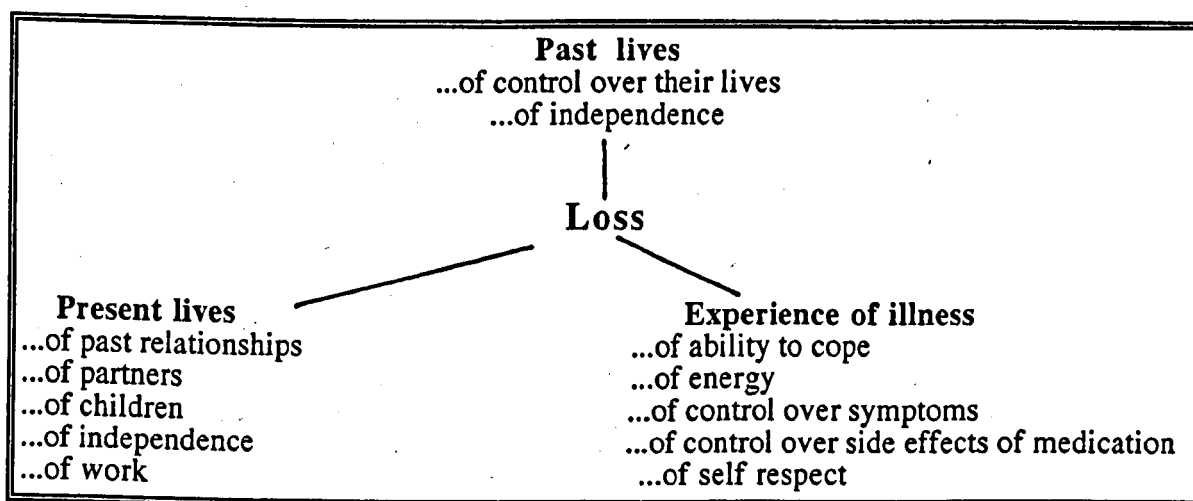 Past lives
...of control over their lives
...of independence
Loss
Present lives
...of past relationships
...of partners
...of children
...of independence
...of work
Experience of illness
...of ability to cope
...of energy
...of control over symptoms
...of control over side effects of medication
...of self respect